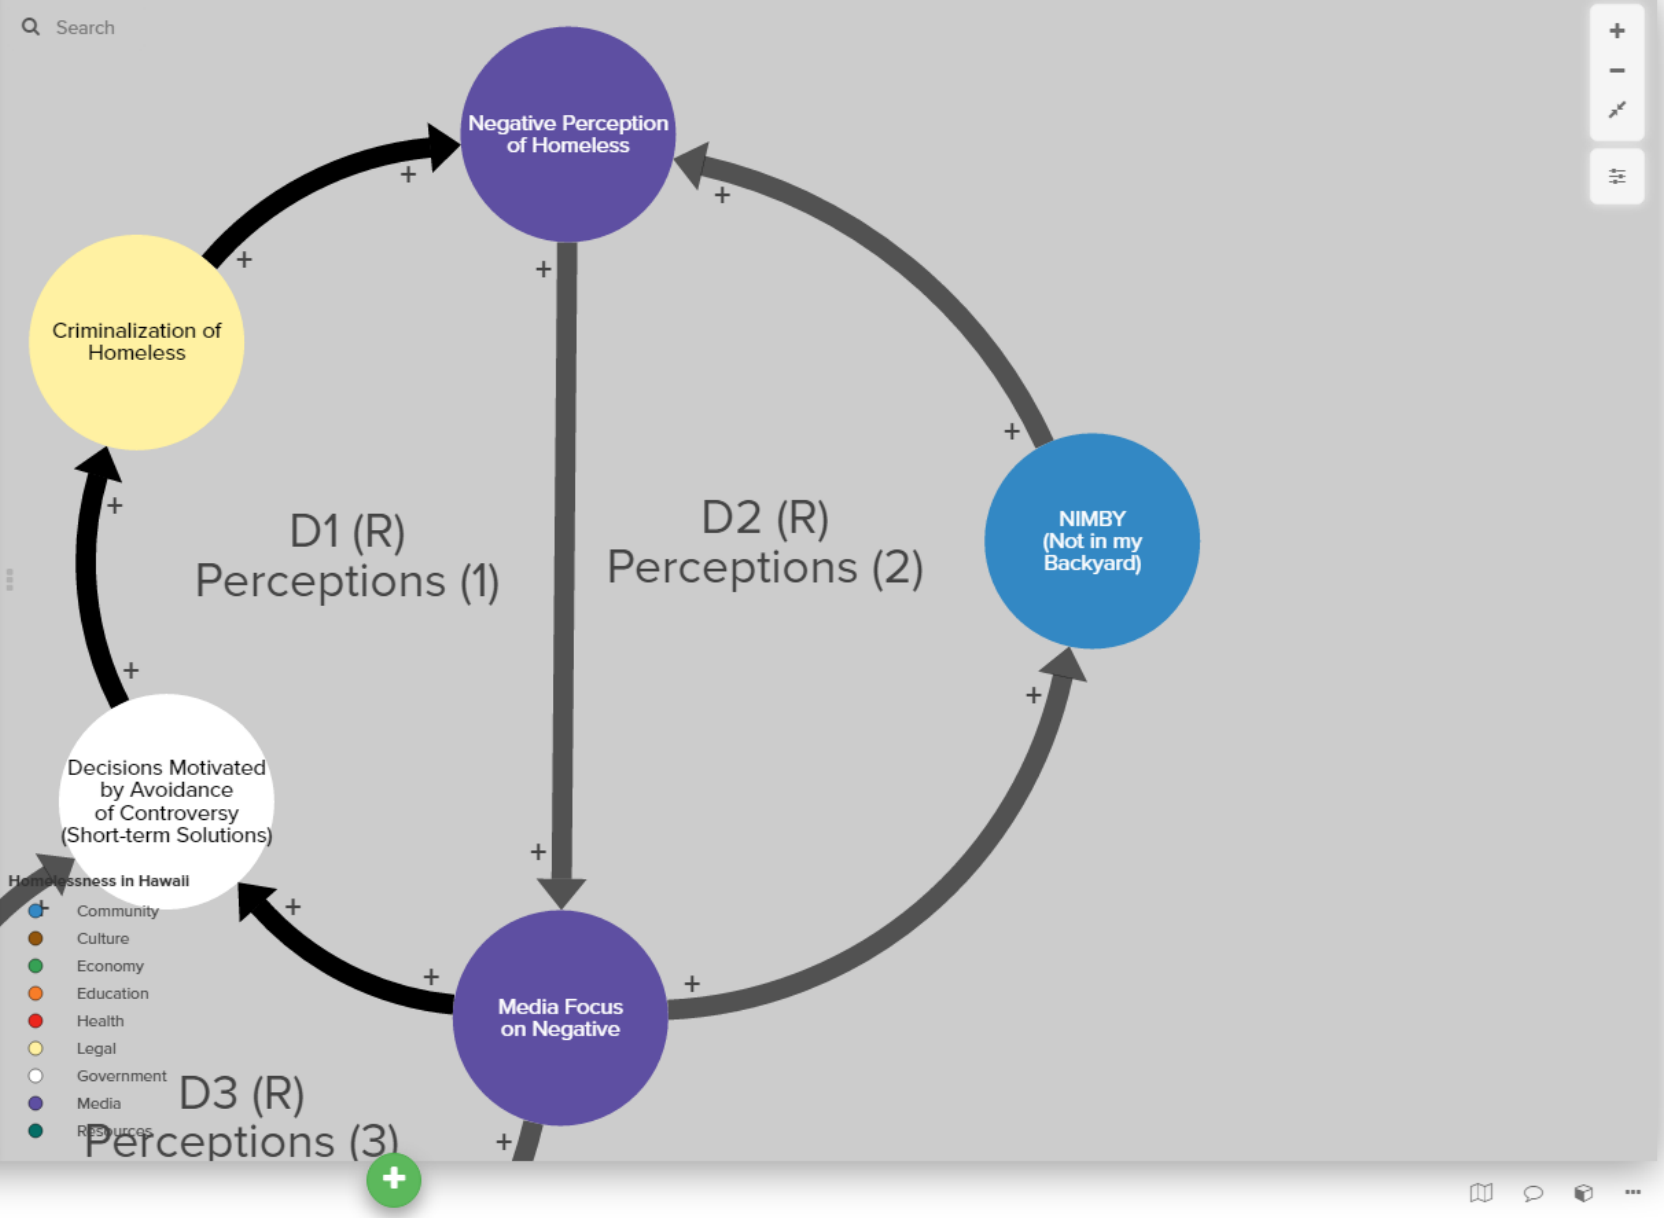 Search
Negative Perception
of Homeless
+
+
+
+
+
Criminalization of
Homeless
+
+
NIMBY
(Not in my
Backyard)
D1 (R)
Perceptions (1)
D2 (R)
Perceptions (2)
+
+
+
Decisions Motivated
by Avoidance
of Controversy
(Short-term Solutions)
+
+
+
+
Media Focus
on Negative
+
Homelessness in Hawaii
Community
Culture
Economy
Education
Health
Legal
Government
Media
Resources
D3 (R)
Perceptions (3)